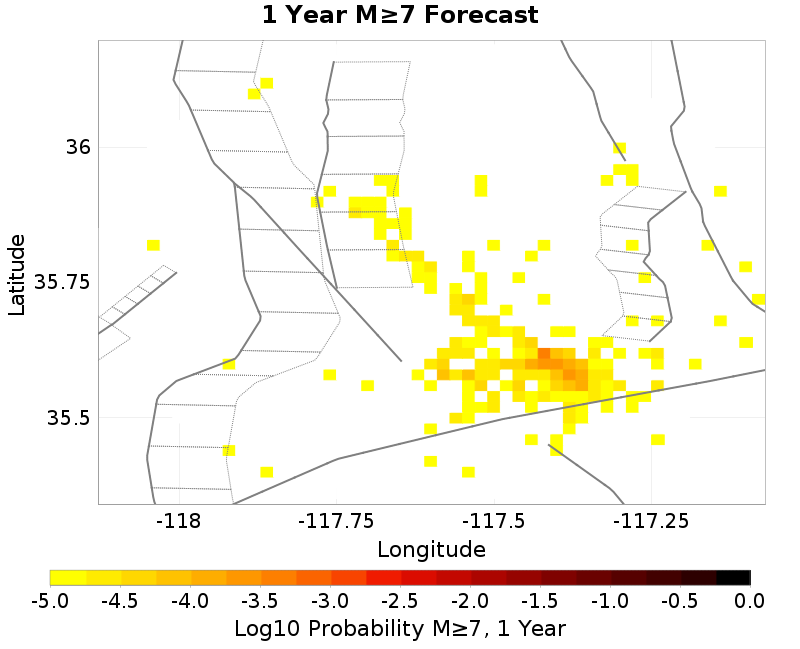 1 Year M≥7 Forecast
Latitude
36
35.75
35.5
-118 -117.75 -117.5 -117.25
Longitude
-5.0 -4.5 -4.0 -3.5 -3.0 -2.5 -2.0 -1.5 -1.0 -0.5 0.0
Log10 Probability M≥7, 1 Year